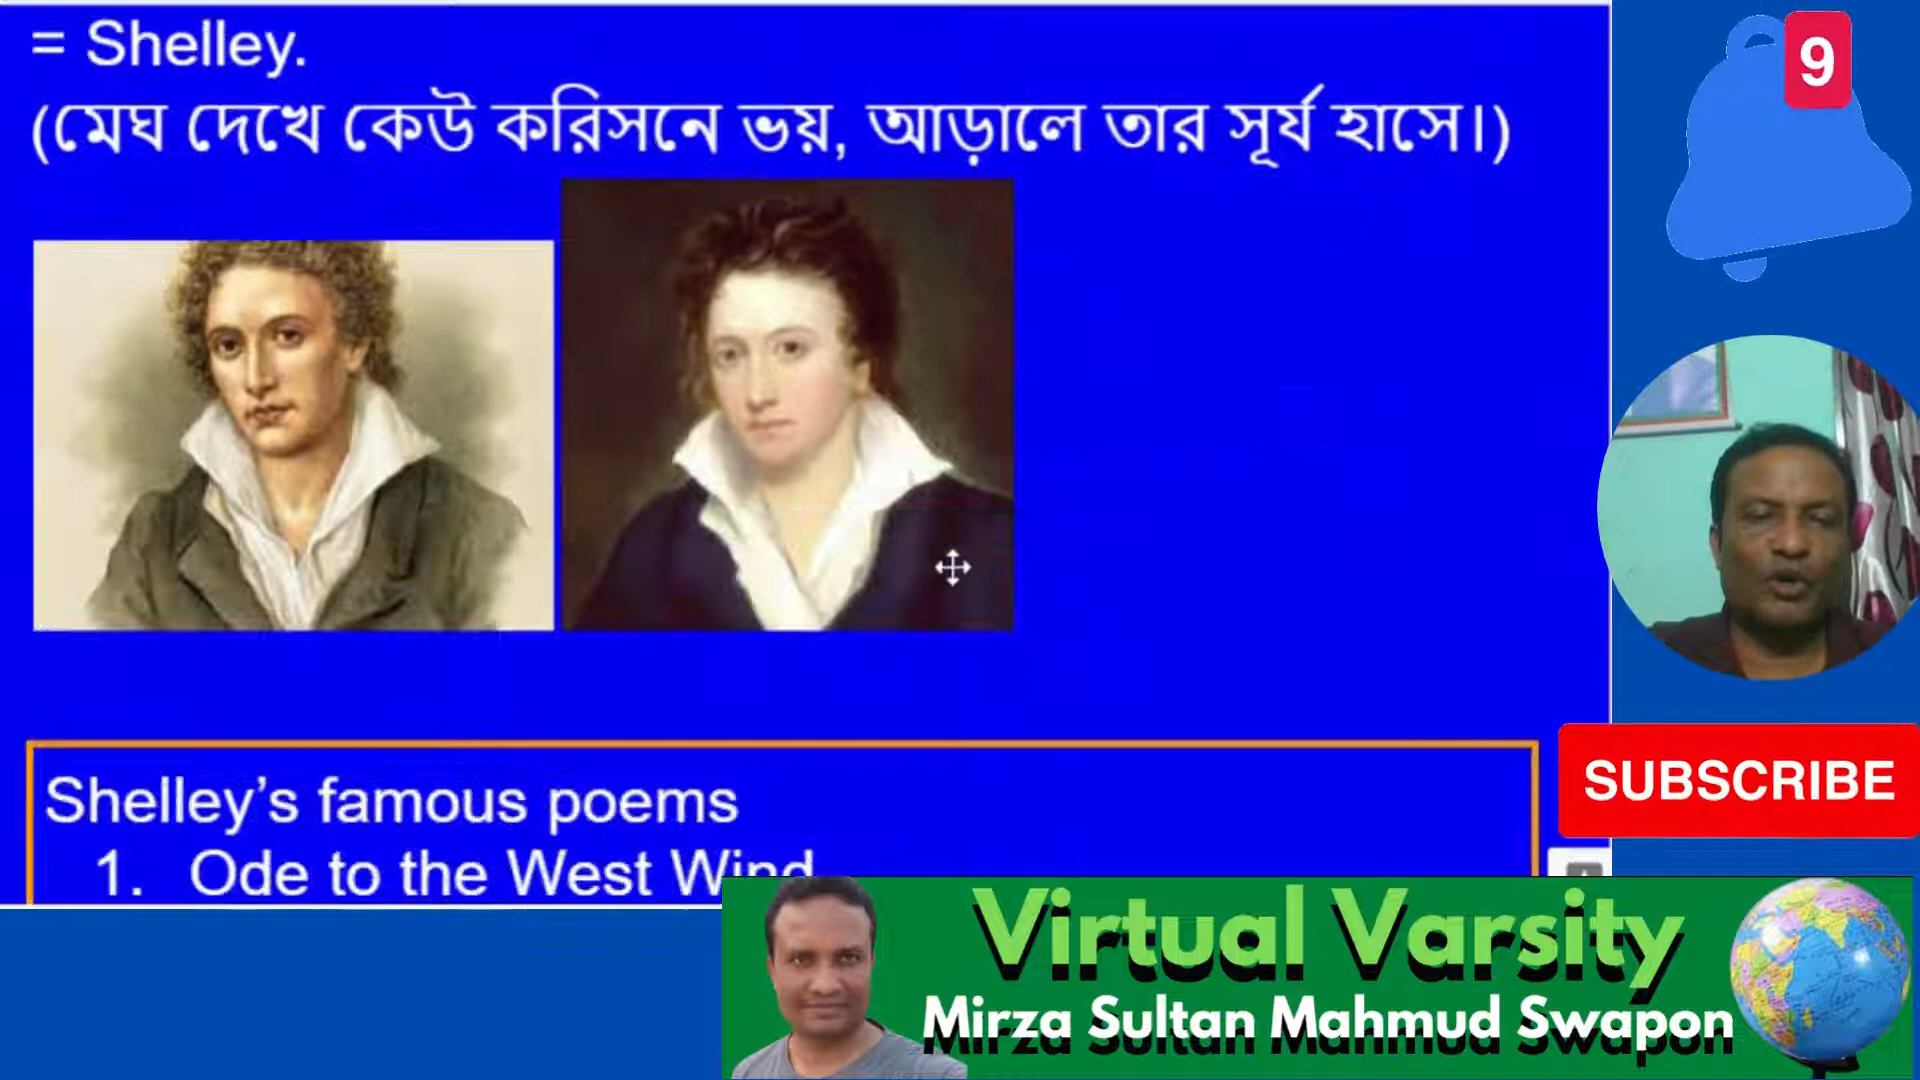 = Shelley.
(মেঘ দেখে কেউ করিসনে ভয়, আড়ালে তার সূর্য হাসে।)
9
SUBSCRIBE
Shelley’s famous poems
1. Ode to the West Wind
Virtual Varsity
Mirza Sultan Mahmud Swapon